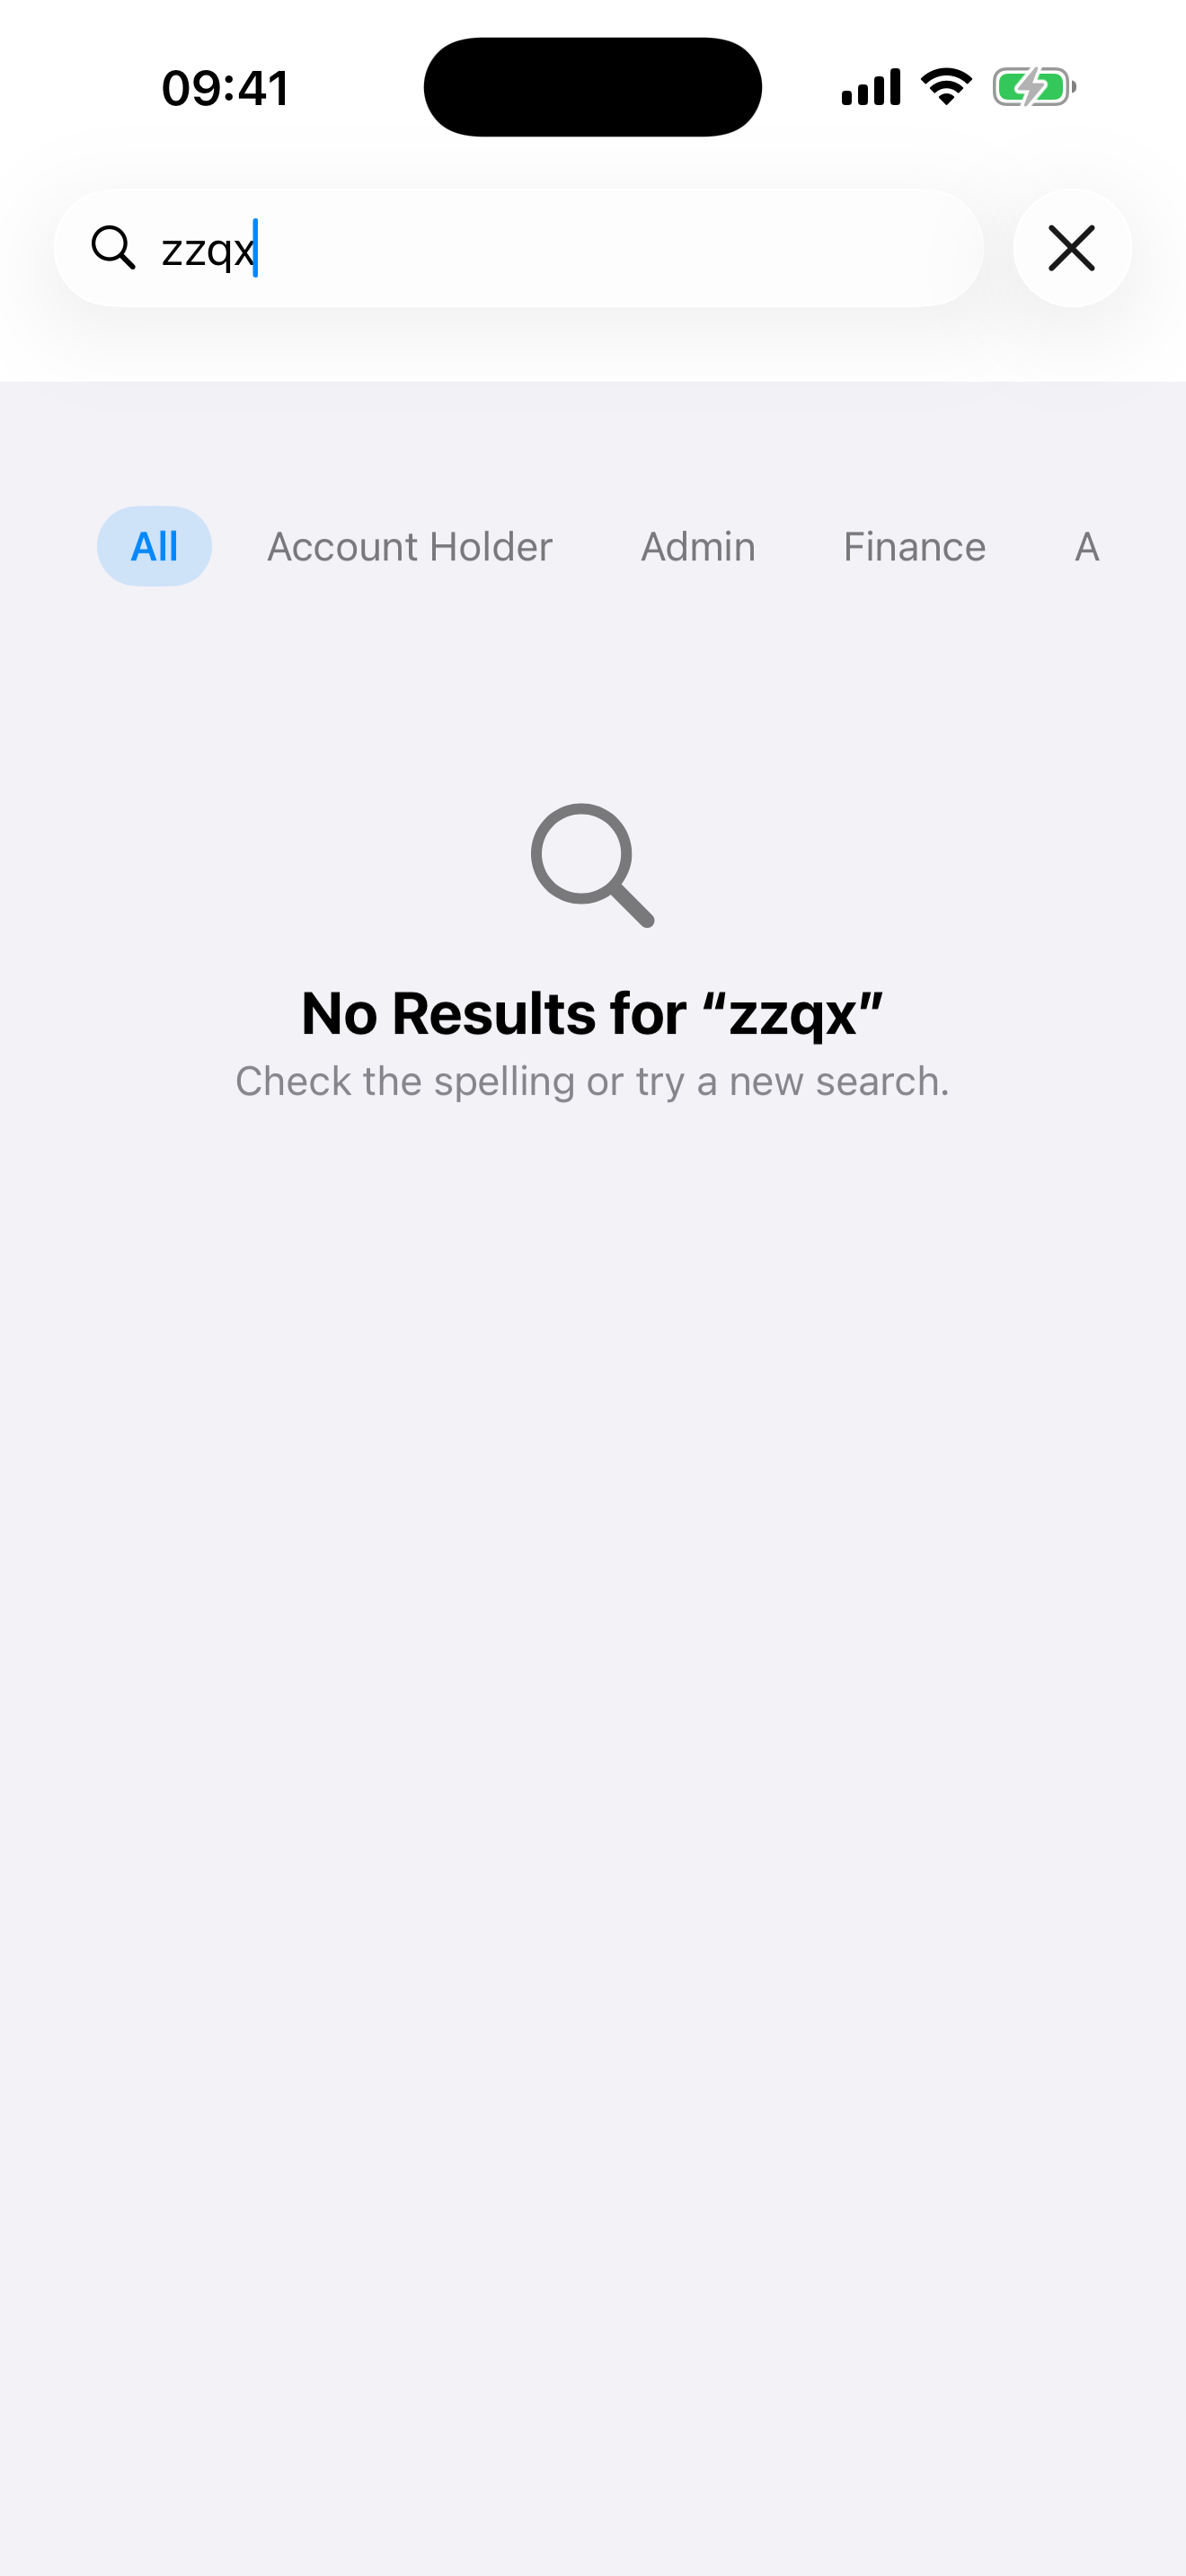 09:41
zzqx
All Account Holder Admin Finance A
No Results for “zzqx”
Check the spelling or try a new search.